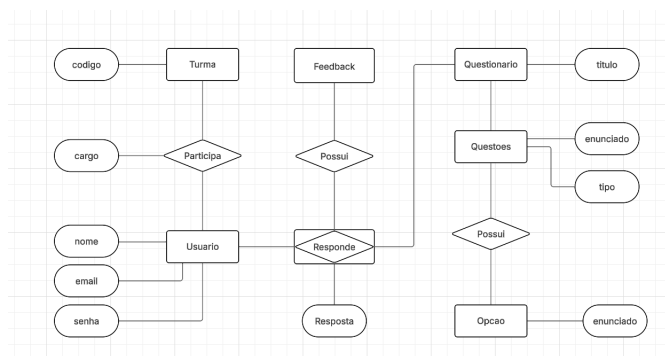 codigo
Turma
Feedback
Questionario
titulo
Questoes
enunciado
cargo
Participa
Possui
tipo
nome
Usuario
Responde
Possui
email
senha
Resposta
Opcao
enunciado